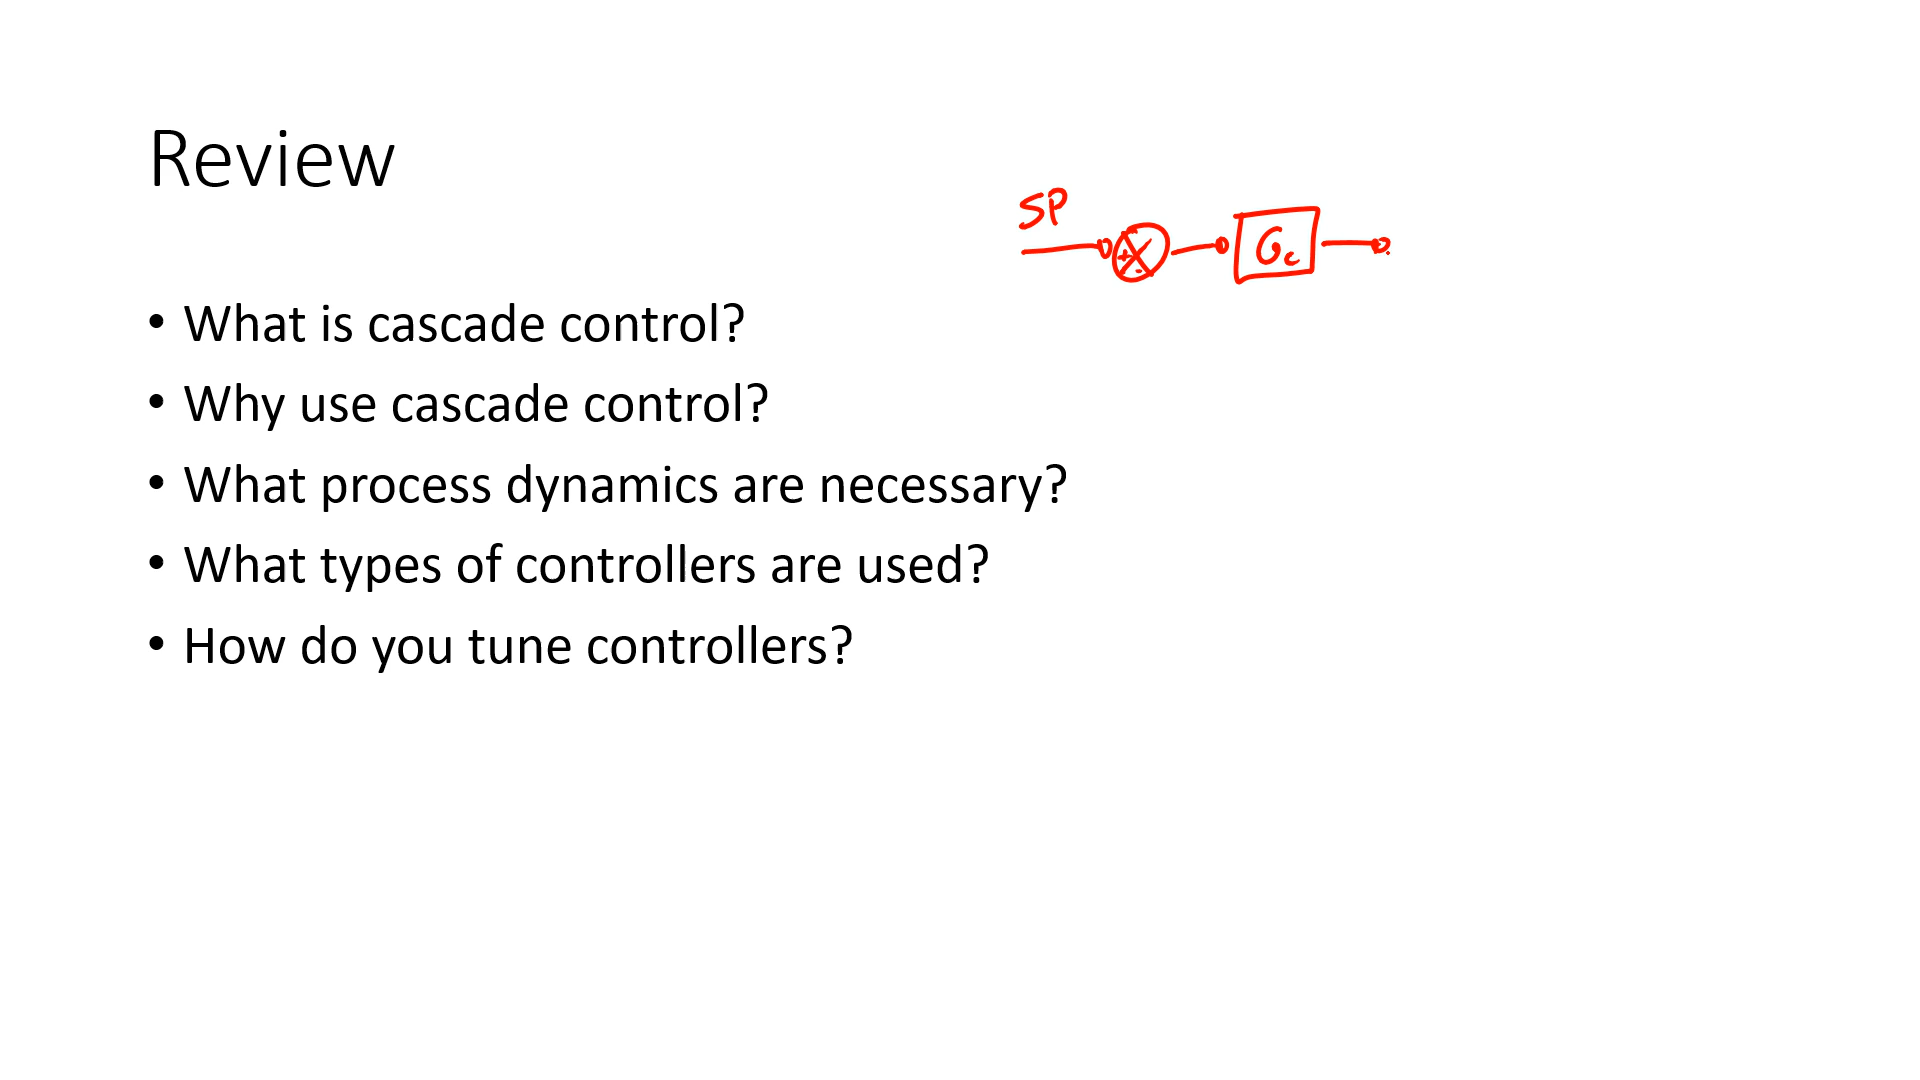 Review
SP
+
-
Gc
• What is cascade control?
• Why use cascade control?
• What process dynamics are necessary?
• What types of controllers are used?
• How do you tune controllers?